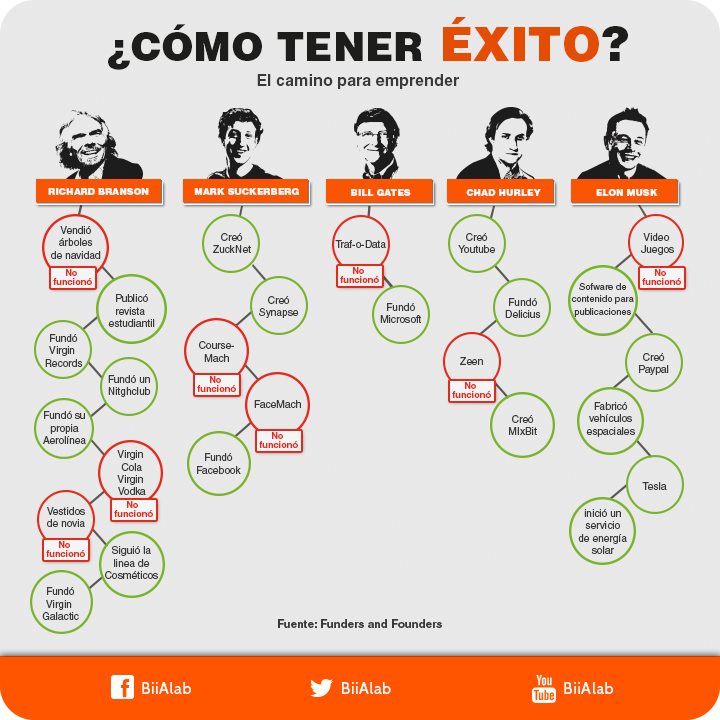 ¿CÓMO TENER ÉXITO?
El camino para emprender
RICHARD BRANSON
Vendió
árboles
de navidad
No
funcionó
Publicó
revista
estudiantil
Fundó
Virgin
Records
Fundó un
Nitghclub
Fundó su
propia
Aerolínea
Virgin
Cola
Virgin
Vodka
No
funcionó
Vestidos
de novia
No
funcionó
Siguió la
linea de
Cosméticos
Fundó
Virgin
Galactic
MARK SUCKERBERG
Creó
ZuckNet
Creó
Synapse
Course-
Mach
No
funcionó
FaceMach
No
funcionó
Fundó
Facebook
BILL GATES
Traf-o-Data
No
funcionó
Fundó
Microsoft
CHAD HURLEY
Creó
Youtube
Fundó
Delicius
Zeen
No
funcionó
Creó
MIxBit
ELON MUSK
Video
Juegos
No
funcionó
Sofware de
contenido para
publicaciones
Creó
Paypal
Fabricó
vehículos
espaciales
Tesla
inició un
servicio
de energía
solar
Fuente: Funders and Founders
BiiAlab
BiiAlab
You
Tube
BiiAlab